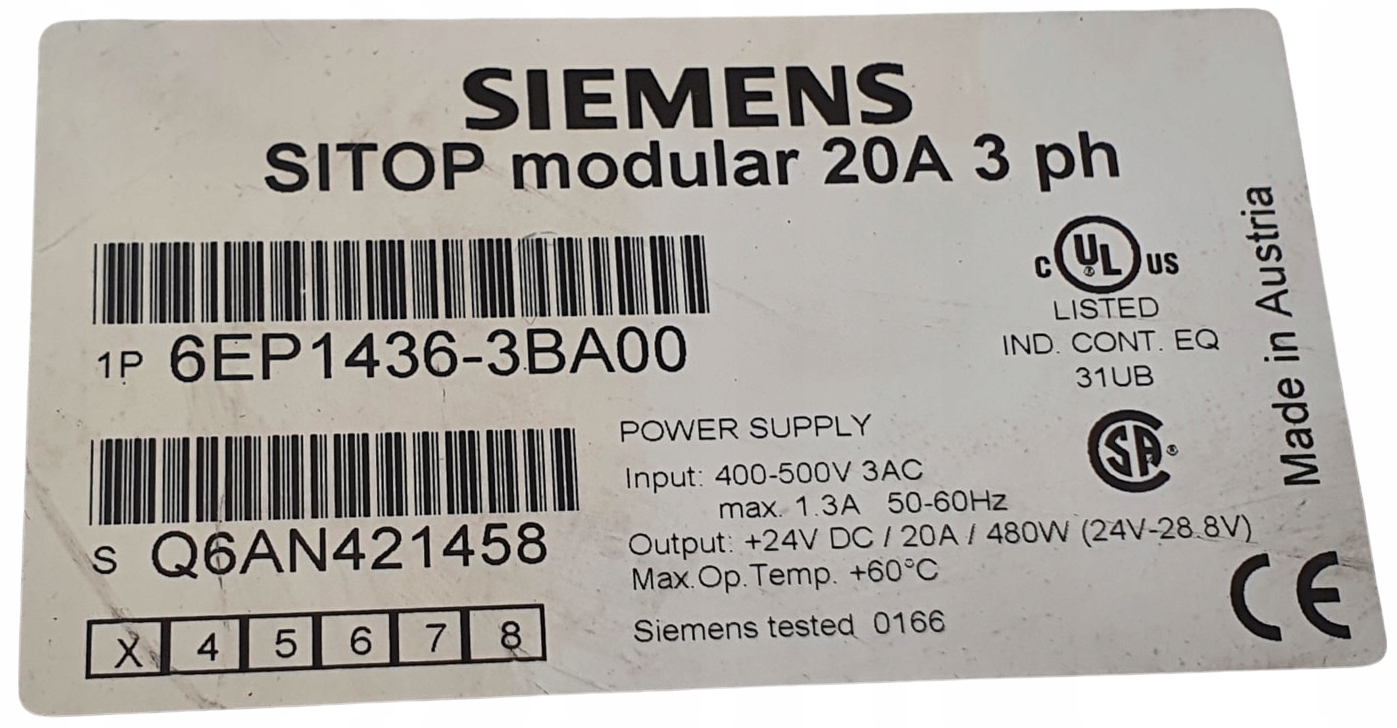 SIEMENS
SITOP modular 20A 3 ph
1P 6EP1436-3BA00
S Q6AN421458
X 4 5 6 7 8
C UL® US
LISTED
IND. CONT. EQ
31UB
SA®
POWER SUPPLY
Input: 400-500V 3AC
max. 1.3A 50-60Hz
Output: +24V DC / 20A / 480W (24V-28.8V)
Max.Op.Temp. +60°C
Siemens tested 0166
CE
Made in Austria